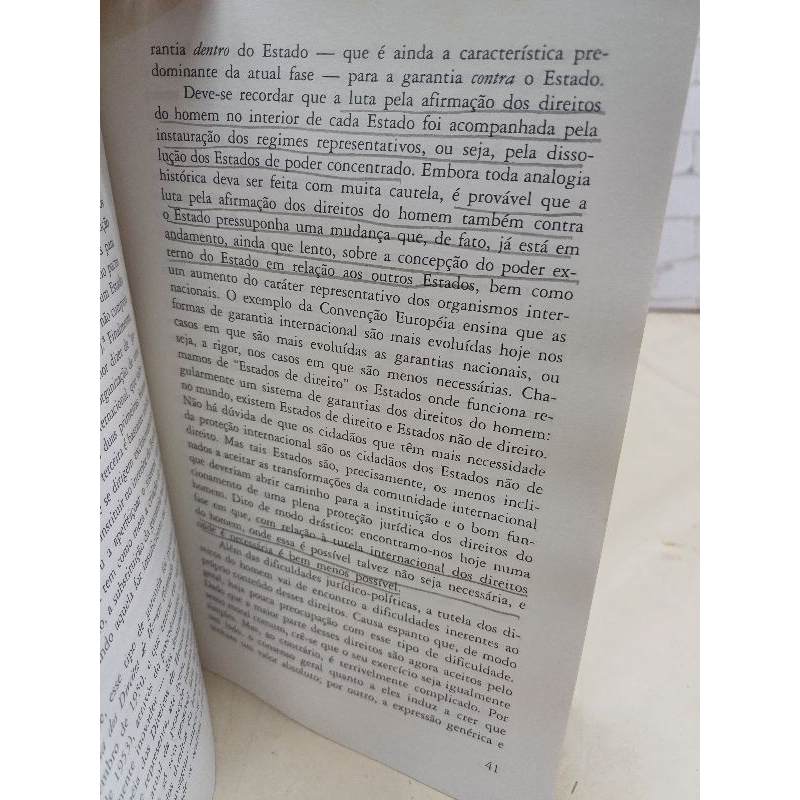 rantia dentro do Estado — que é ainda a característica pre-
dominante da atual fase — para a garantia contra o Estado.
Deve-se recordar que a luta pela afirmação dos direitos
do homem no interior de cada Estado foi acompanhada pela
instauração dos regimes representativos, ou seja, pela disso-
lução dos Estados de poder concentrado. Embora toda analogia
histórica deva ser feita com muita cautela, é provável que a
luta pela afirmação dos direitos do homem também contra
o Estado pressuponha uma mudança que, de fato, já está em
andamento, ainda que lento, sobre a concepção do poder ex-
terno do Estado em relação aos outros Estados, bem como
um aumento do caráter representativo dos organismos inter-
nacionais. O exemplo da Convenção Européia ensina que as
formas de garantia internacional são mais evoluídas hoje nos
casos em que são mais evoluídas as garantias nacionais, ou
seja, a rigor, nos casos em que são menos necessárias. Cha-
mamos de "Estados de direito" os Estados onde funciona re-
gularmente um sistema de garantias dos direitos do homem:
no mundo, existem Estados de direito e Estados não de direito.
Não há dúvida de que os cidadãos que têm mais necessidade
da proteção internacional são os cidadãos dos Estados não de
direito. Mas tais Estados são, precisamente, os menos incli-
nados a aceitar as transformações da comunidade internacional
que deveriam abrir caminho para a instituição e o bom fun-
cionamento de uma plena proteção jurídica dos direitos do
homem. Dito de modo drástico: encontramo-nos hoje numa
fase em que, com relação à tutela internacional dos direitos
do homem, onde essa é possível talvez não seja necessária, e
onde é necessária é bem menos possível.
Além das dificuldades jurídico-políticas, a tutela dos di-
reitos do homem vai de encontro a dificuldades inerentes ao
próprio conteúdo desses direitos. Causa espanto que, de modo
geral, haja pouca preocupação com esse tipo de dificuldade.
Dado que a maior parte desses direitos são agora aceitos pelo
senso moral comum, crê-se que o seu exercício seja igualmente
simples. Mas, ao contrário, é terrivelmente complicado. Por
um lado, o consenso geral quanto a eles induz a crer que
tenham um valor absoluto; por outro, a expressão genérica e
41